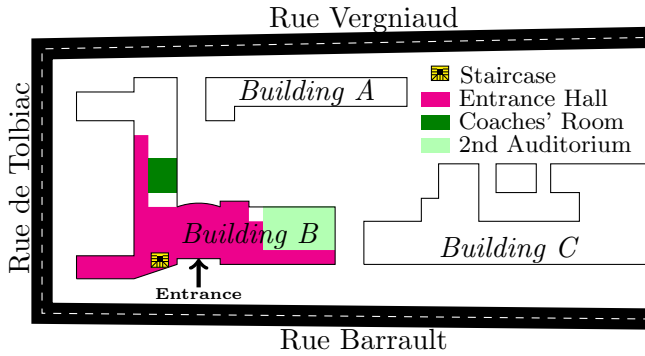 Rue Vergniaud
Rue de Tolbiac
Building A
Staircase
Entrance Hall
Coaches' Room
2nd Auditorium
Building B
Building C
Entrance
Rue Barrault